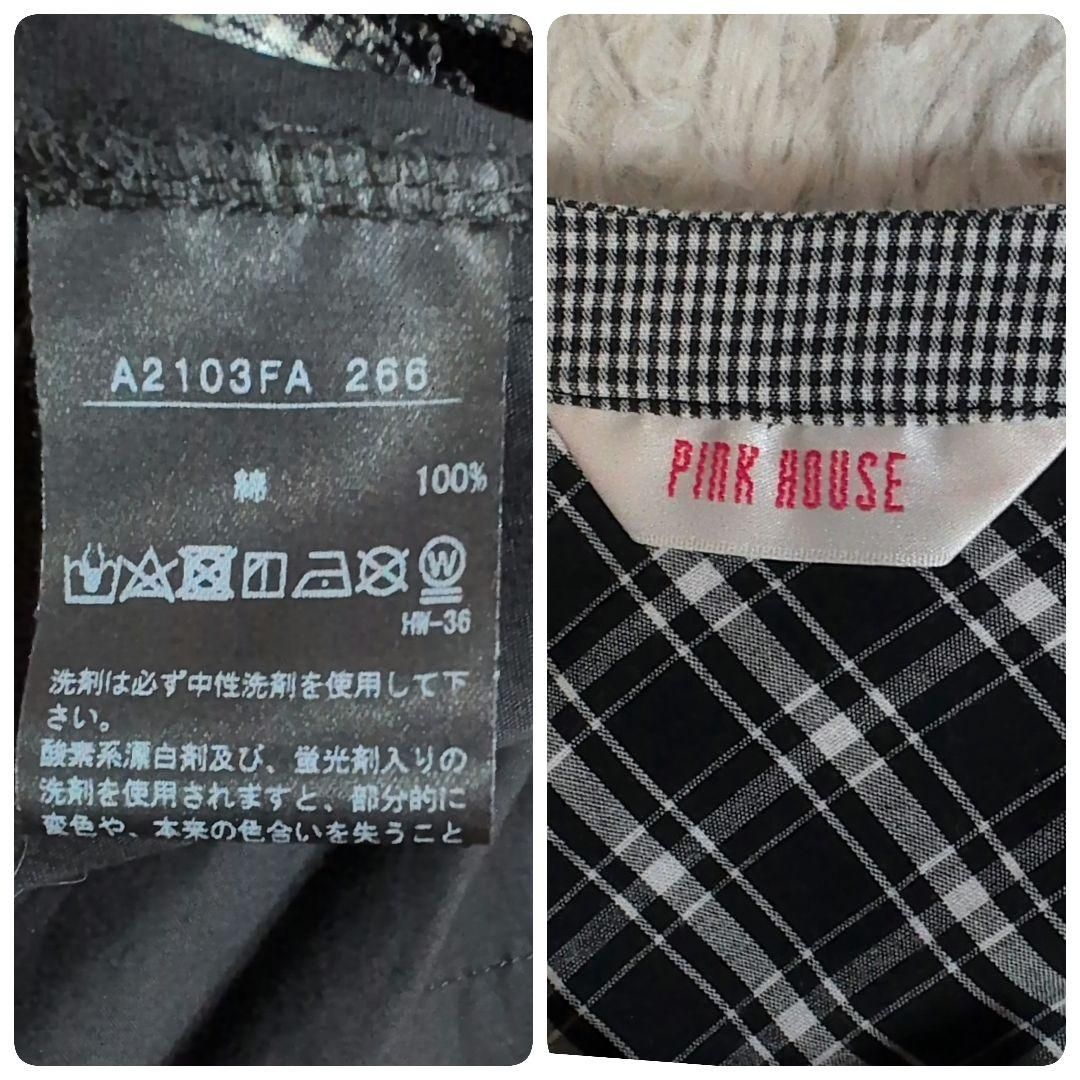 A2103FA 266
綿 100%
W
HW-36
洗剤は必ず中性洗剤を使用して下
さい。
酸素系漂白剤及び、蛍光剤入りの
洗剤を使用されますと、部分的に
変色や、本来の色合いを失うこと
PINK HOUSE